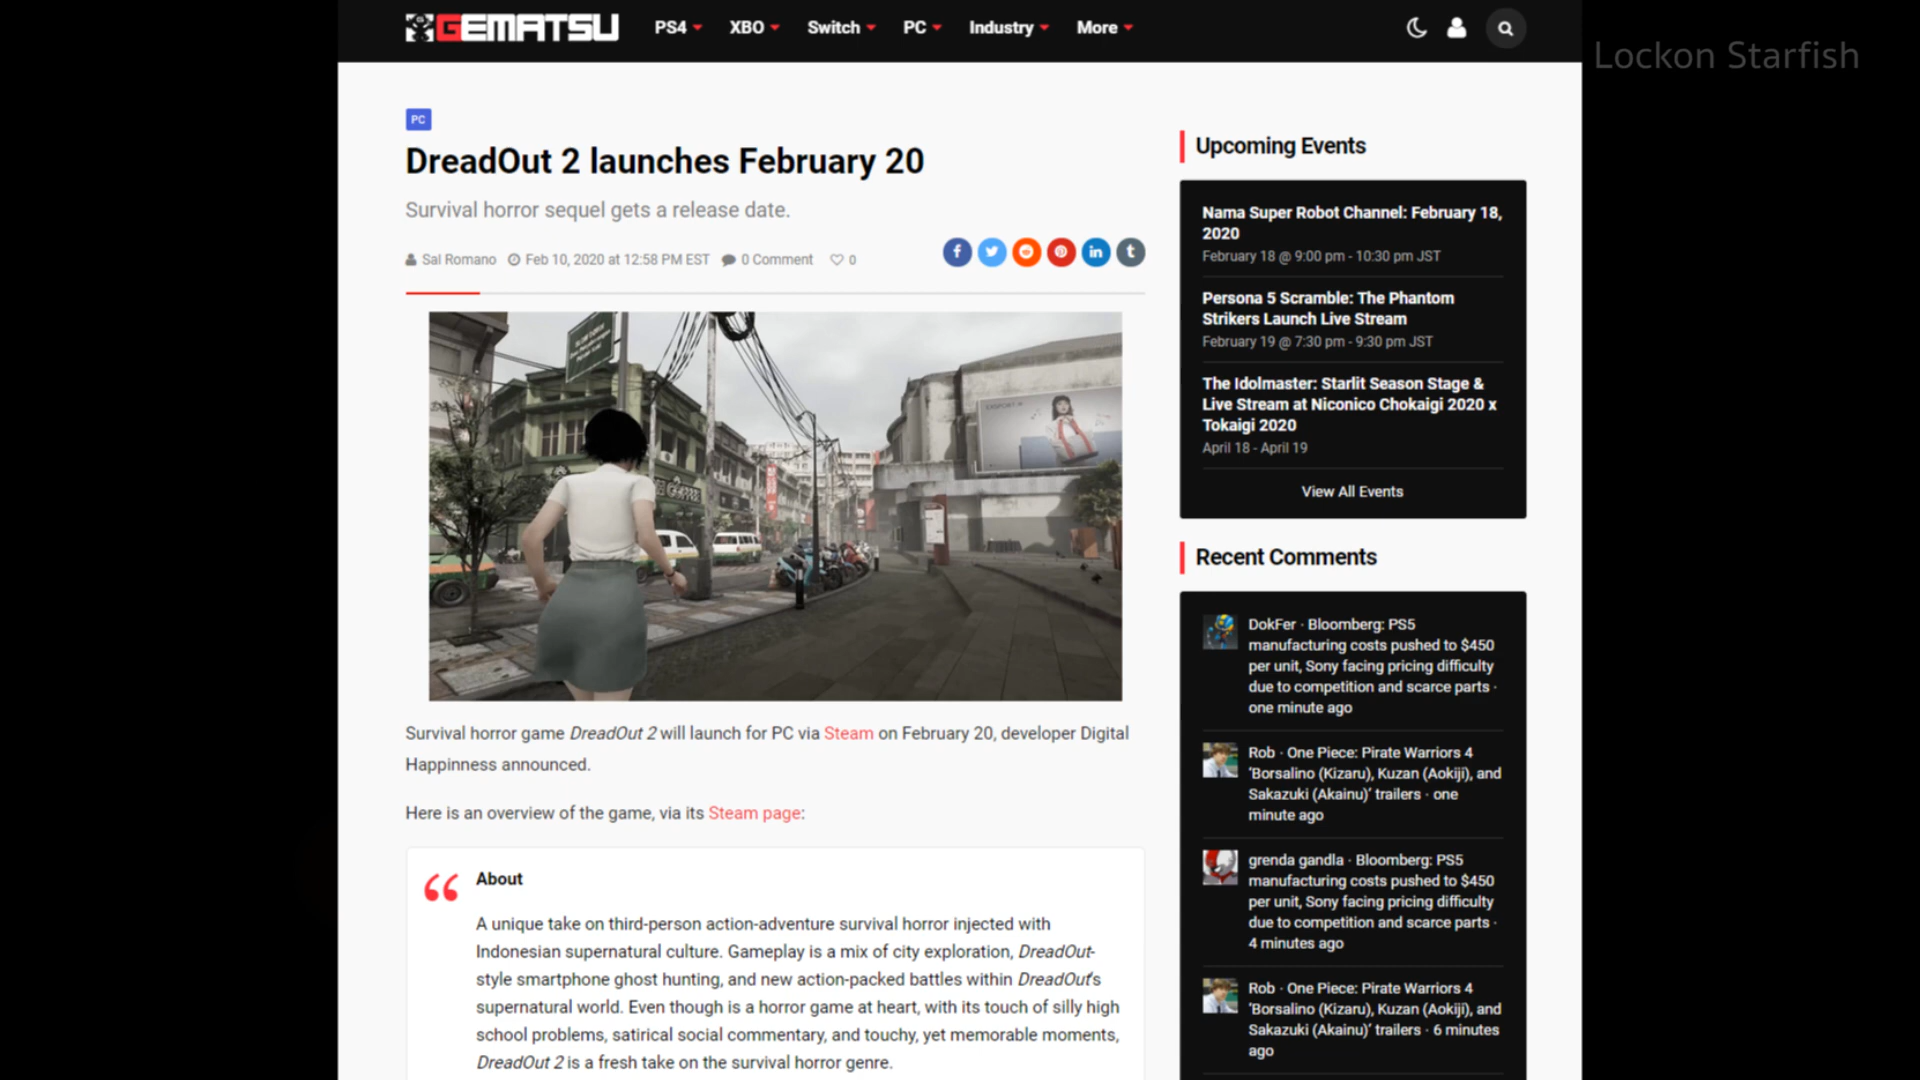 GEMATSU
PS4
XBO
Switch
PC
Industry
More
Lockon Starfish
PC
DreadOut 2 launches February 20
Survival horror sequel gets a release date.
Sal Romano Feb 10, 2020 at 12:58 PM EST 0 Comment 0
Survival horror game DreadOut 2 will launch for PC via Steam on February 20, developer Digital
Happinness announced.
Here is an overview of the game, via its Steam page:
About
A unique take on third-person action-adventure survival horror injected with
Indonesian supernatural culture. Gameplay is a mix of city exploration, DreadOut-
style smartphone ghost hunting, and new action-packed battles within DreadOut's
supernatural world. Even though is a horror game at heart, with its touch of silly high
school problems, satirical social commentary, and touchy, yet memorable moments,
DreadOut 2 is a fresh take on the survival horror genre.
Upcoming Events
Nama Super Robot Channel: February 18,
2020
February 18 @ 9:00 pm - 10:30 pm JST
Persona 5 Scramble: The Phantom
Strikers Launch Live Stream
February 19 @ 7:30 pm - 9:30 pm JST
The Idolmaster: Starlit Season Stage &
Live Stream at Niconico Chokaigi 2020 x
Tokaigi 2020
April 18 - April 19
View All Events
Recent Comments
DokFer · Bloomberg: PS5
manufacturing costs pushed to $450
per unit, Sony facing pricing difficulty
due to competition and scarce parts ·
one minute ago
Rob · One Piece: Pirate Warriors 4
‘Borsalino (Kizaru), Kuzan (Aokiji), and
Sakazuki (Akainu)’ trailers · one
minute ago
grenda gandla · Bloomberg: PS5
manufacturing costs pushed to $450
per unit, Sony facing pricing difficulty
due to competition and scarce parts ·
4 minutes ago
Rob · One Piece: Pirate Warriors 4
‘Borsalino (Kizaru), Kuzan (Aokiji), and
Sakazuki (Akainu)’ trailers · 6 minutes
ago